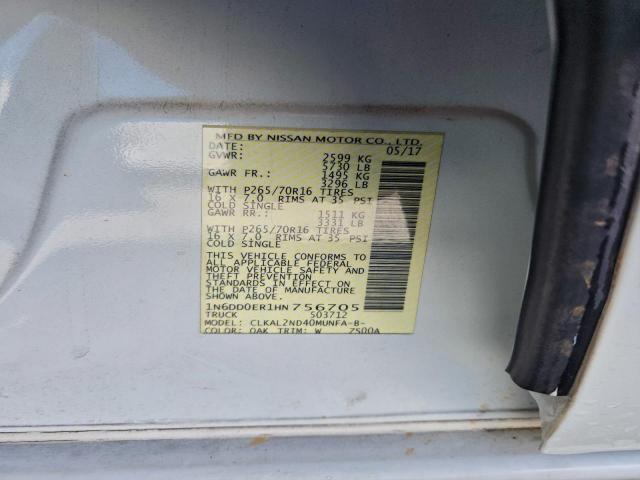 MFD BY NISSAN MOTOR CO., LTD.
DATE: 05/17
GVWR: 2599 KG
5730 LB
GAWR FR.: 1495 KG
3296 LB
WITH P265/70R16 TIRES
16 X 7.0 RIMS AT 35 PSI
COLD SINGLE
GAWR RR.: 1511 KG
3331 LB
WITH P265/70R16 TIRES
16 X 7.0 RIMS AT 35 PSI
COLD SINGLE
THIS VEHICLE CONFORMS TO
ALL APPLICABLE FEDERAL
MOTOR VEHICLE SAFETY AND
THEFT PREVENTION
STANDARDS IN EFFECT ON
THE DATE OF MANUFACTURE
SHOWN ABOVE.
1N6DD0ER1HN756705
TRUCK 503712
MODEL: CLKALZND40MUNFA-B-
COLOR: QAK TRIM: W 7S00A